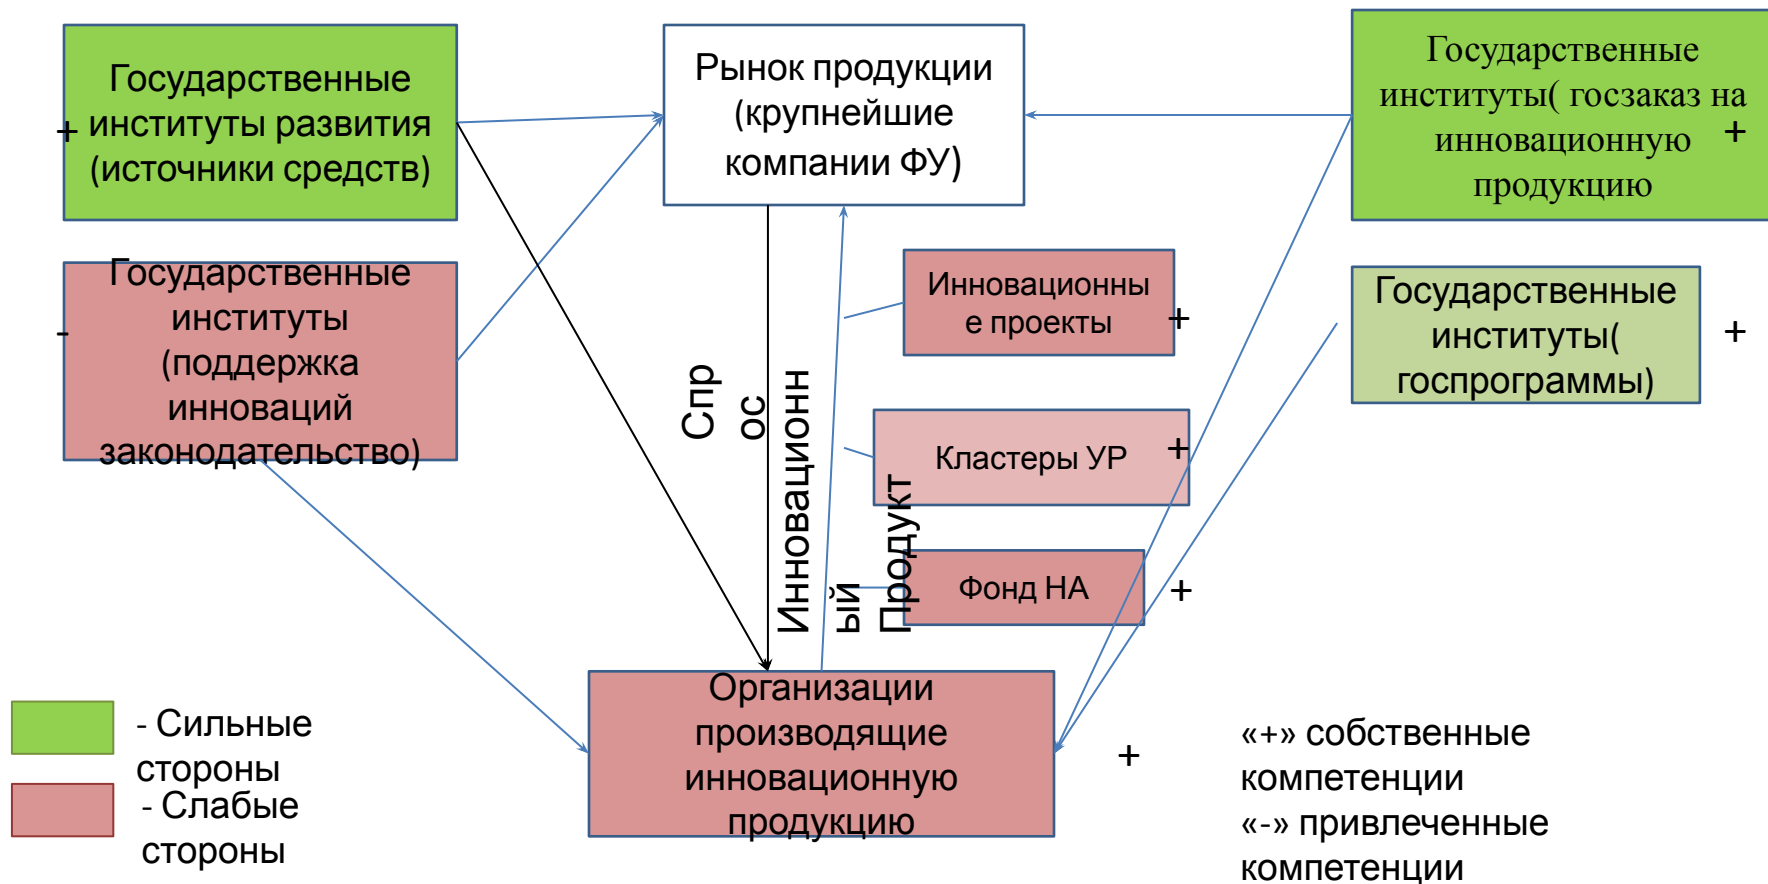 Государственные
институты развития
(источники средств)
+
Рынок продукции
(крупнейшие
компании ФУ)
Государственные
институты( госзаказ на
инновационную
продукцию
+
Государственные
институты
(поддержка
инноваций
законодательство)
-
Спр
ос
Инновационн
ый
Продукт
Инновационны
е проекты
+
Кластеры УР
+
Фонд НА
+
Государственные
институты(
госпрограммы)
+
Организации
производящие
инновационную
продукцию
+
- Сильные
стороны
- Слабые
стороны
«+» собственные
компетенции
«-» привлеченные
компетенции